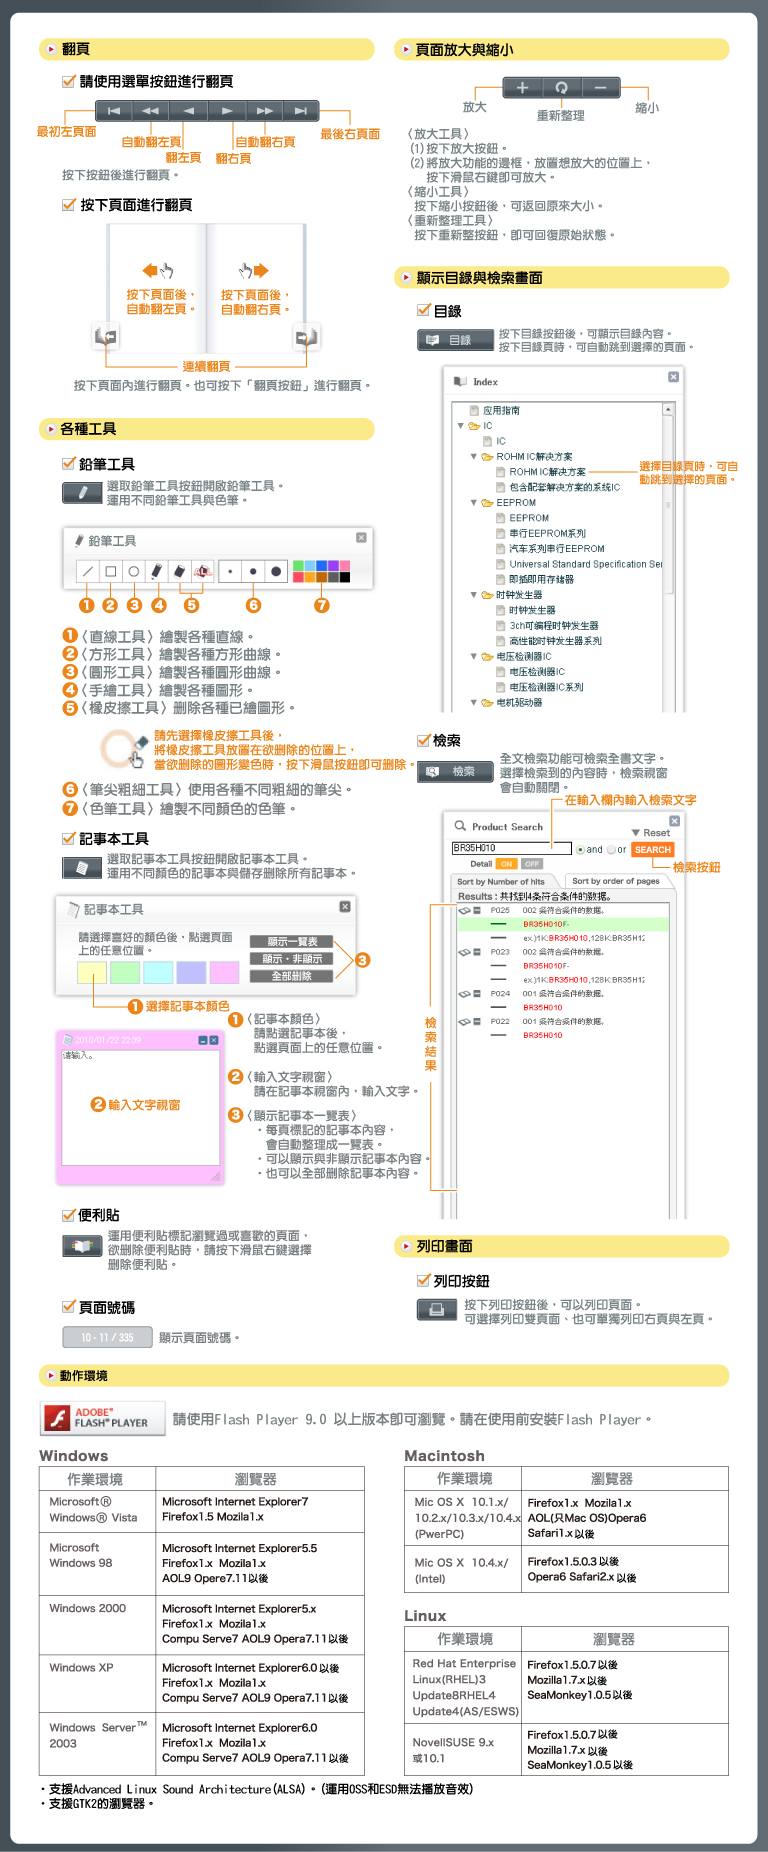 翻頁
請使用選單按鈕進行翻頁
最初左頁面
自動翻左頁
翻左頁
翻右頁
自動翻右頁
最後右頁面
按下按鈕後進行翻頁。
按下頁面進行翻頁
按下頁面後，
自動翻左頁。
按下頁面後，
自動翻右頁。
連續翻頁
按下頁面內進行翻頁。也可按下「翻頁按鈕」進行翻頁。
各種工具
鉛筆工具
選取鉛筆工具按鈕開啟鉛筆工具。
運用不同鉛筆工具與色筆。
鉛筆工具
1 2 3 4 5 6 7
1〈直線工具〉繪製各種直線。
2〈方形工具〉繪製各種方形曲線。
3〈圓形工具〉繪製各種圓形曲線。
4〈手繪工具〉繪製各種圖形。
5〈橡皮擦工具〉刪除各種已繪圖形。
請先選擇橡皮擦工具後，
將橡皮擦工具放置在欲刪除的位置上，
當欲刪除的圖形變色時，按下滑鼠按鈕即可刪除。
6〈筆尖粗細工具〉使用各種不同粗細的筆尖。
7〈色筆工具〉繪製不同顏色的色筆。
記事本工具
選取記事本工具按鈕開啟記事本工具。
運用不同顏色的記事本與儲存刪除所有記事本。
記事本工具
請選擇喜好的顏色後，點選頁面
上的任意位置。
顯示一覽表
顯示・非顯示
全部刪除
3
1 選擇記事本顏色
2010/01/22 22:39
请输入。
2 輸入文字視窗
1〈記事本顏色〉
請點選記事本後，
點選頁面上的任意位置。
2〈輸入文字視窗〉
請在記事本視窗內，輸入文字。
3〈顯示記事本一覽表〉
・每頁標記的記事本內容，
會自動整理成一覽表。
・可以顯示與非顯示記事本內容。
・也可以全部刪除記事本內容。
便利貼
運用便利貼標記瀏覽過或喜歡的頁面，
欲刪除便利貼時，請按下滑鼠右鍵選擇
刪除便利貼。
頁面號碼
10 - 11 / 335
顯示頁面號碼。
頁面放大與縮小
放大
重新整理
縮小
〈放大工具〉
(1)按下放大按鈕。
(2)將放大功能的邊框，放置想放大的位置上，
按下滑鼠右鍵即可放大。
〈縮小工具〉
按下縮小按鈕後，可返回原來大小。
〈重新整理工具〉
按下重新整按鈕，即可回復原始狀態。
顯示目錄與檢索畫面
目錄
目錄
按下目錄按鈕後，可顯示目錄內容。
按下目錄頁時，可自動跳到選擇的頁面。
Index
应用指南
IC
IC
ROHM IC解决方案
ROHM IC解决方案
包含配套解决方案的系统IC
EEPROM
EEPROM
串行EEPROM系列
汽车系列串行EEPROM
Universal Standard Specification Ser
即插即用存储器
时钟发生器
时钟发生器
3ch可编程时钟发生器
高性能时钟发生器系列
电压检测器IC
电压检测器IC
电压检测器IC系列
电机驱动器
選擇目錄頁時，可自
動跳到選擇的頁面。
檢索
檢索
全文檢索功能可檢索全書文字。
選擇檢索到的內容時，檢索視窗
會自動關閉。
在輸入欄內輸入檢索文字
Product Search
▼ Reset
BR35H010
and or
SEARCH
Detail ON OFF
檢索按鈕
Sort by Number of hits
Sort by order of pages
Results : 共找到4条符合条件的数据。
P025 002 条符合条件的数据。
BR35H010F-
ex.)1K:BR35H010,128K:BR35H12
P023 002 条符合条件的数据。
BR35H010F-
ex.)1K:BR35H010,128K:BR35H12
P024 001 条符合条件的数据。
BR35H010
P022 001 条符合条件的数据。
BR35H010
檢索結果
列印畫面
列印按鈕
按下列印按鈕後，可以列印頁面。
可選擇列印雙頁面、也可單獨列印右頁與左頁。
動作環境
ADOBE®
FLASH® PLAYER
請使用Flash Player 9.0 以上版本即可瀏覽。請在使用前安裝Flash Player。
Windows
作業環境 瀏覽器
Microsoft®
Windows® Vista
Microsoft Internet Explorer7
Firefox1.5 Mozila1.x
Microsoft
Windows 98
Microsoft Internet Explorer5.5
Firefox1.x Mozila1.x
AOL9 Opere7.11以後
Windows 2000
Microsoft Internet Explorer5.x
Firefox1.x Mozila1.x
Compu Serve7 AOL9 Opera7.11以後
Windows XP
Microsoft Internet Explorer6.0以後
Firefox1.x Mozila1.x
Compu Serve7 AOL9 Opera7.11以後
Windows Server™
2003
Microsoft Internet Explorer6.0
Firefox1.x Mozila1.x
Compu Serve7 AOL9 Opera7.11以後
Macintosh
作業環境 瀏覽器
Mic OS X 10.1.x/
10.2.x/10.3.x/10.4.x
(PwerPC)
Firefox1.x Mozila1.x
AOL(只Mac OS)Opera6
Safari1.x以後
Mic OS X 10.4.x/
(Intel)
Firefox1.5.0.3以後
Opera6 Safari2.x以後
Linux
作業環境 瀏覽器
Red Hat Enterprise
Linux(RHEL)3
Update8RHEL4
Update4(AS/ESWS)
Firefox1.5.0.7以後
Mozilla1.7.x以後
SeaMonkey1.0.5以後
NovellSUSE 9.x
或10.1
Firefox1.5.0.7以後
Mozilla1.7.x以後
SeaMonkey1.0.5以後
・支援Advanced Linux Sound Architecture(ALSA)。(運用OSS和ESD無法播放音效)
・支援GTK2的瀏覽器。